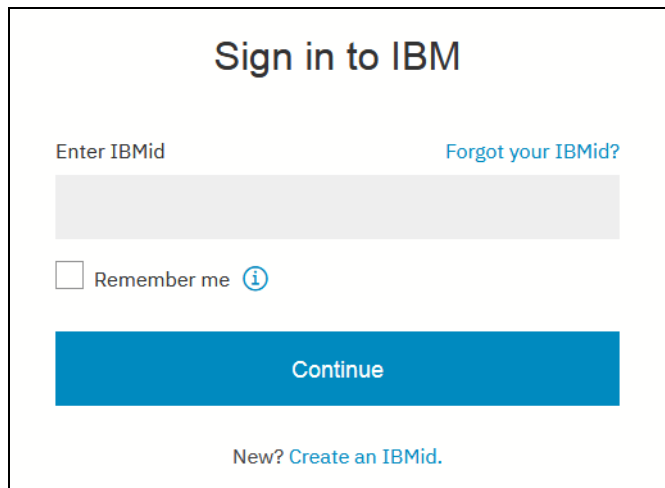 Sign in to IBM
Enter IBMid Forgot your IBMid?
Remember me
Continue
New? Create an IBMid.